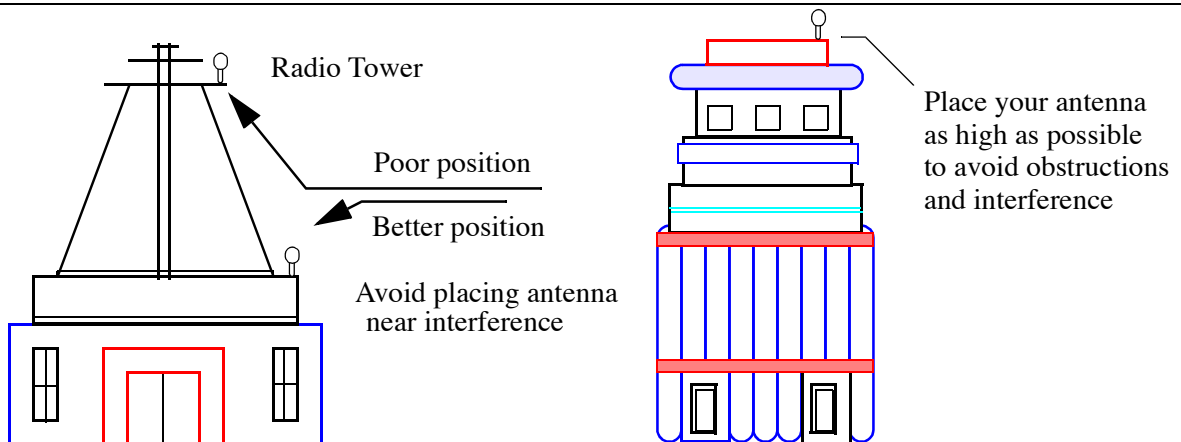 Radio Tower
Poor position
Better position
Avoid placing antenna
near interference
Place your antenna
as high as possible
to avoid obstructions
and interference